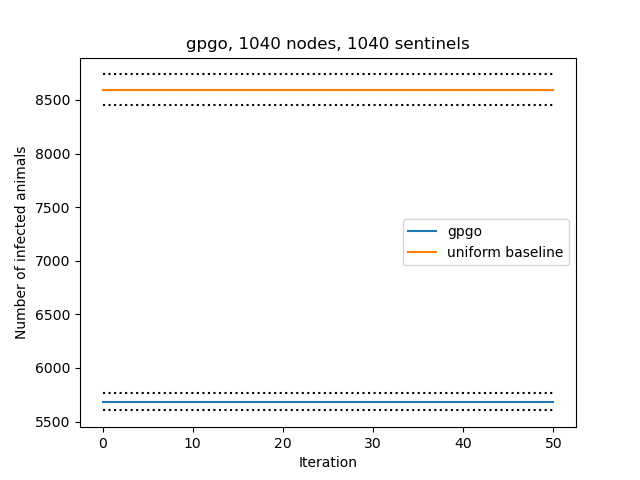 gpgo, 1040 nodes, 1040 sentinels
Number of infected animals
8500
8000
7500
7000
6500
6000
5500
gpgo
uniform baseline
0 10 20 30 40 50
Iteration